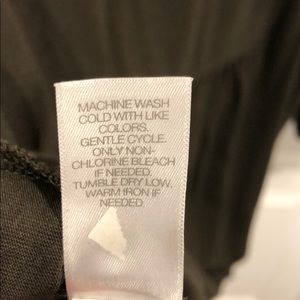 MACHINE WASH
COLD WITH LIKE
COLORS.
GENTLE CYCLE.
ONLY NON-
CHLORINE BLEACH
IF NEEDED.
TUMBLE DRY LOW,
WARM IRON IF
NEEDED